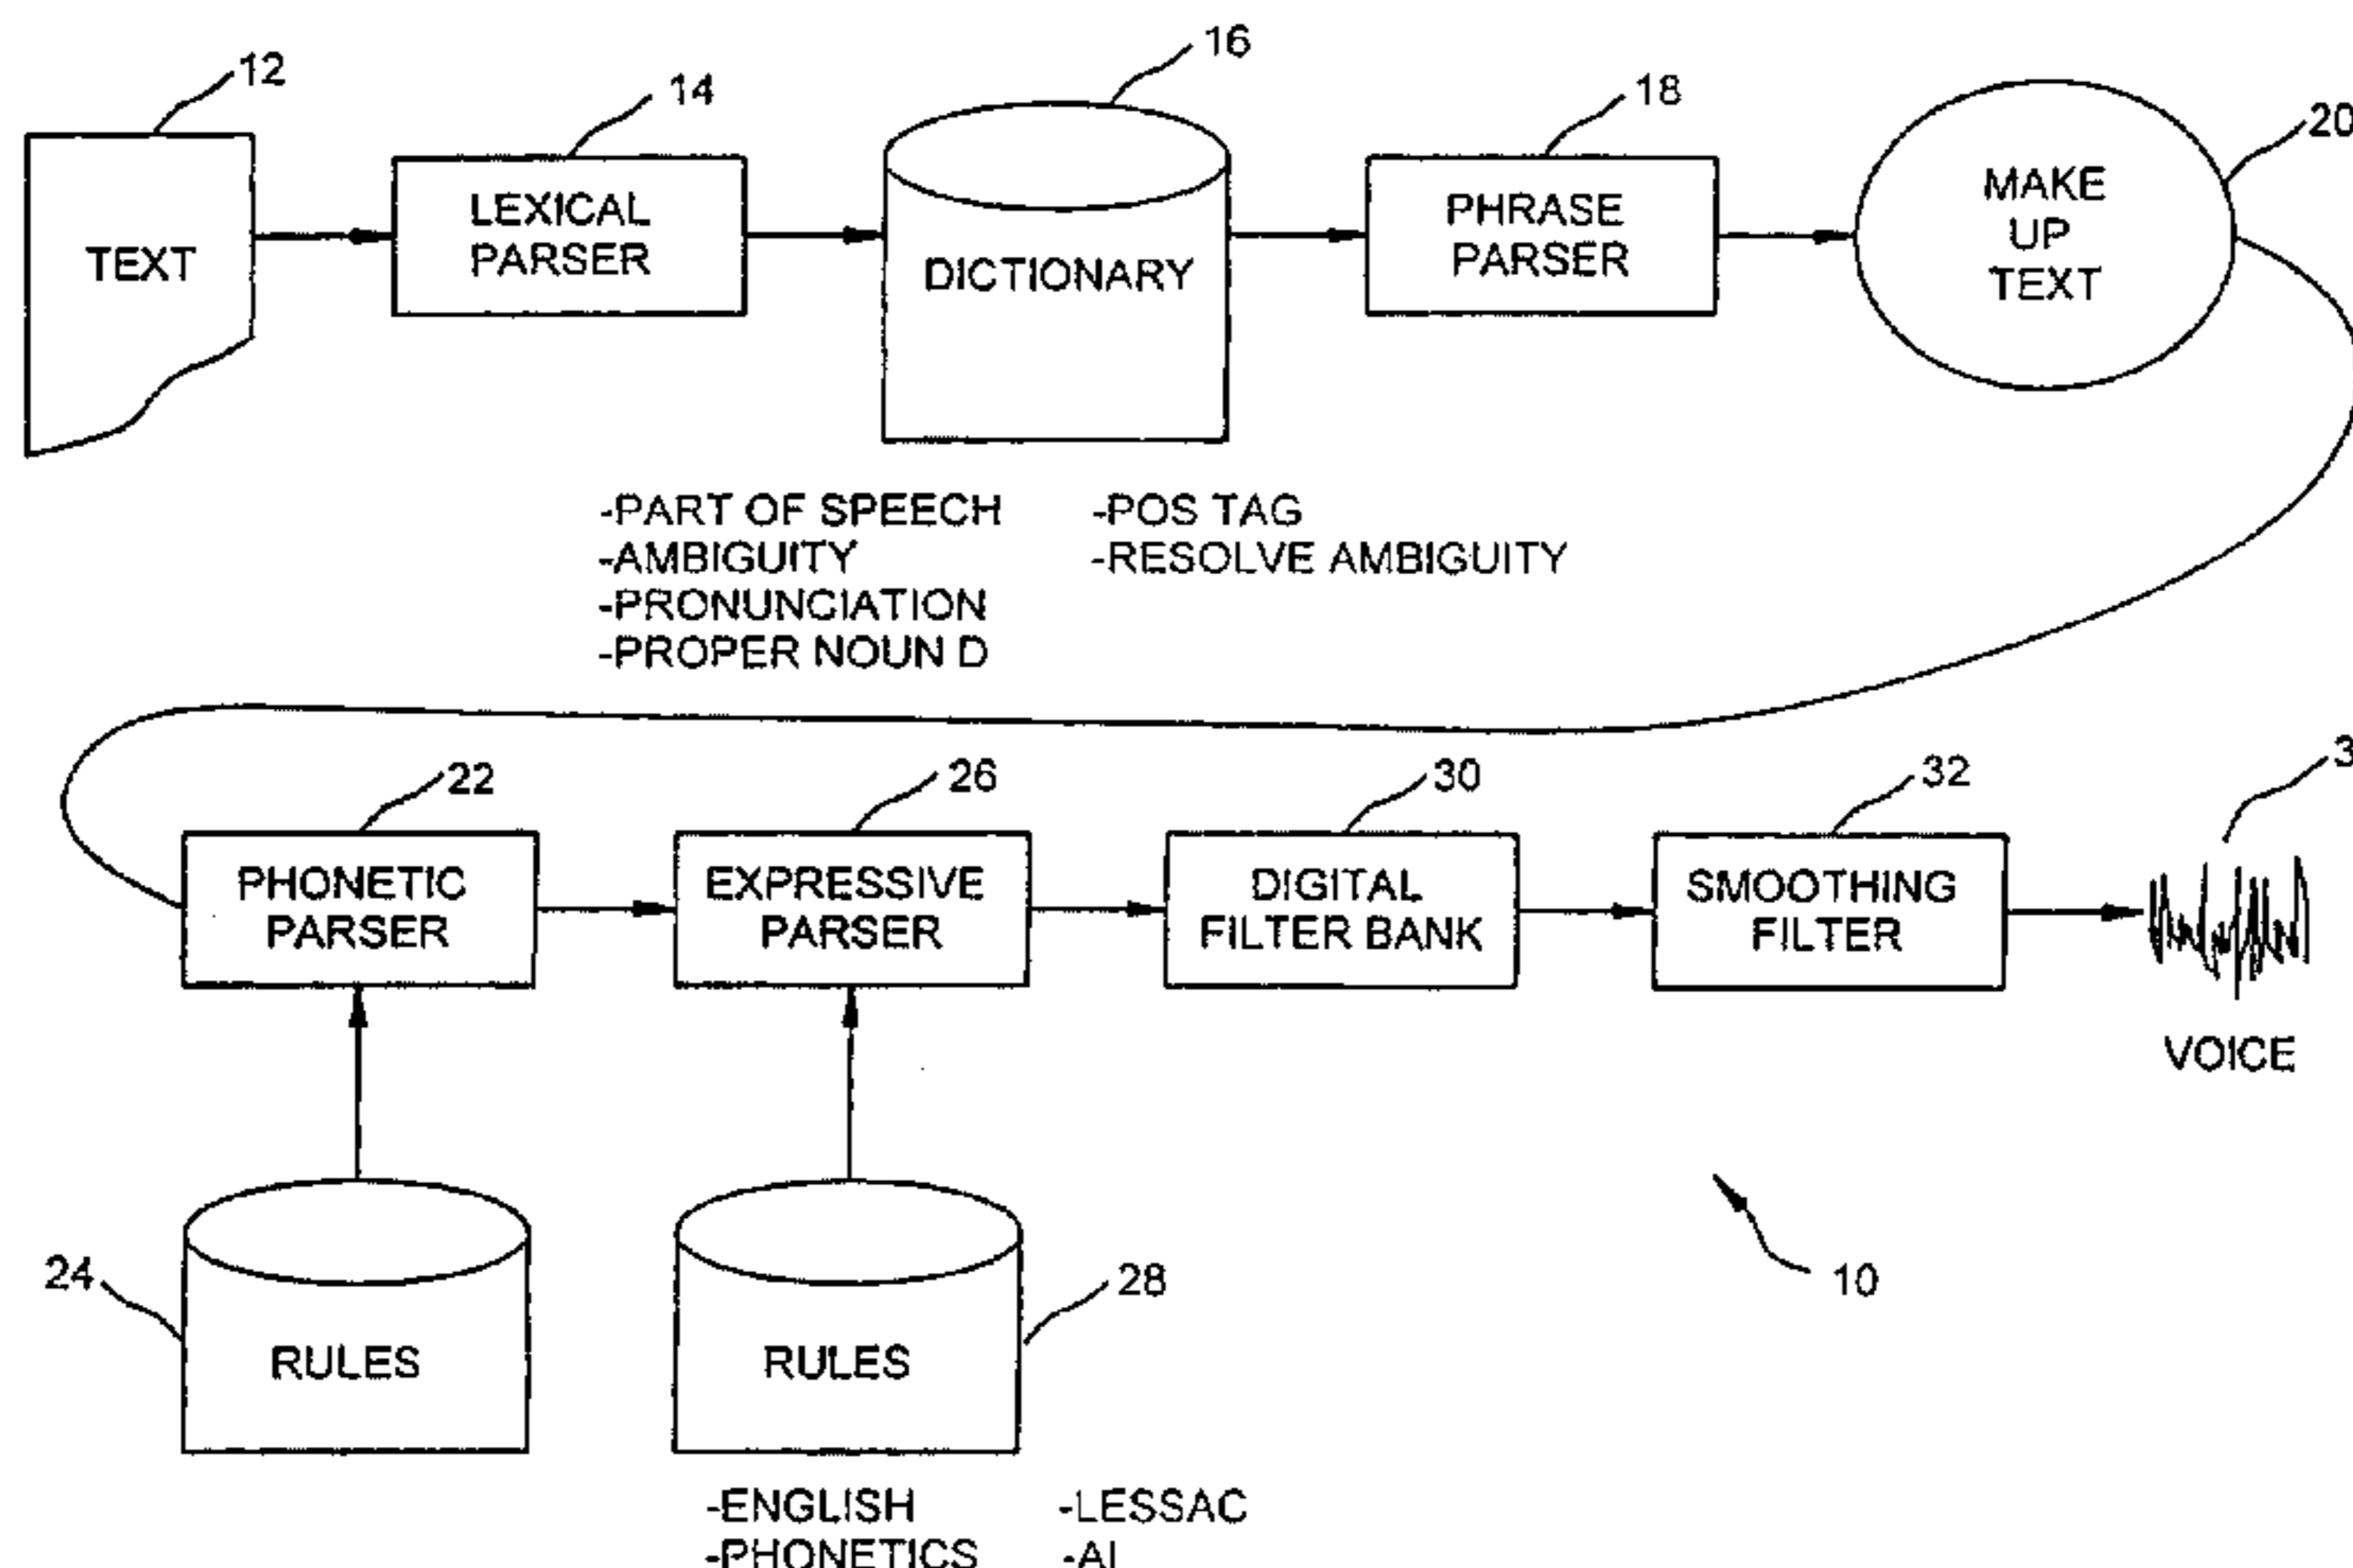 12
14
16
18
20
TEXT
LEXICAL
PARSER
DICTIONARY
PHRASE
PARSER
MAKE
UP
TEXT
-PART OF SPEECH
-AMBIGUITY
-PRONUNCIATION
-PROPER NOUN D
-POS TAG
-RESOLVE AMBIGUITY
22
26
30
32
3
PHONETIC
PARSER
EXPRESSIVE
PARSER
DIGITAL
FILTER BANK
SMOOTHING
FILTER
VOICE
24
RULES
RULES
28
10
-ENGLISH
-PHONETICS
-LESSAC
-AI